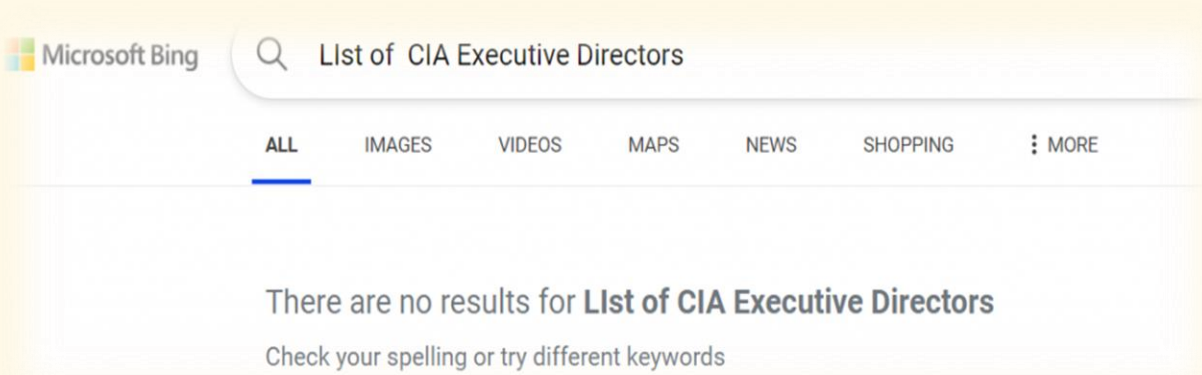 Microsoft Bing
LIst of  CIA Executive Directors
ALL IMAGES VIDEOS MAPS NEWS SHOPPING MORE
There are no results for LIst of CIA Executive Directors
Check your spelling or try different keywords